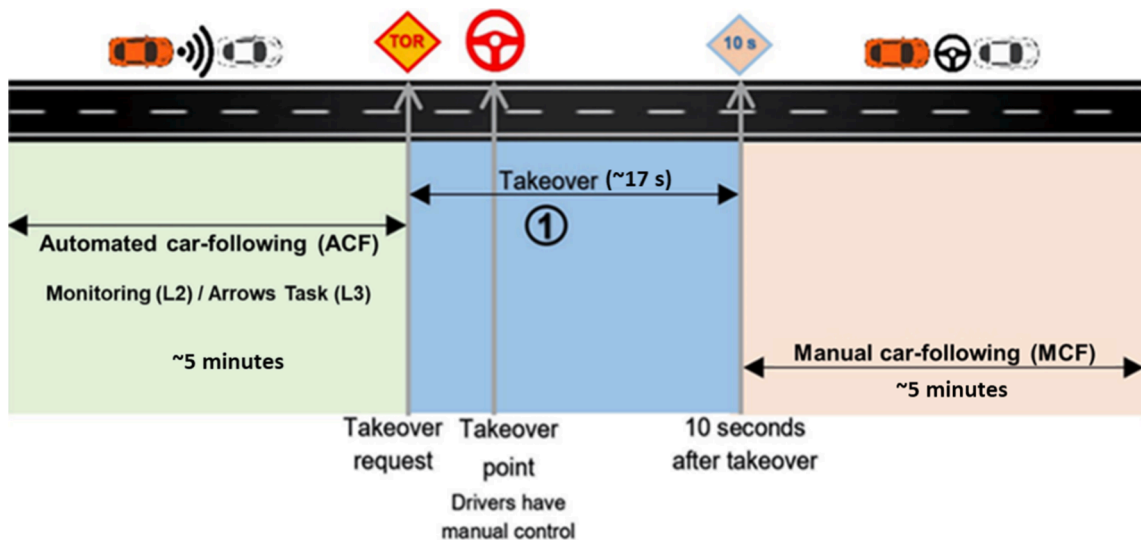 TOR
10 s
Takeover (~17 s)
1
Automated car-following (ACF)
Monitoring (L2) / Arrows Task (L3)
~5 minutes
Manual car-following (MCF)
~5 minutes
Takeover
request
Takeover
point
Drivers have
manual control
10 seconds
after takeover